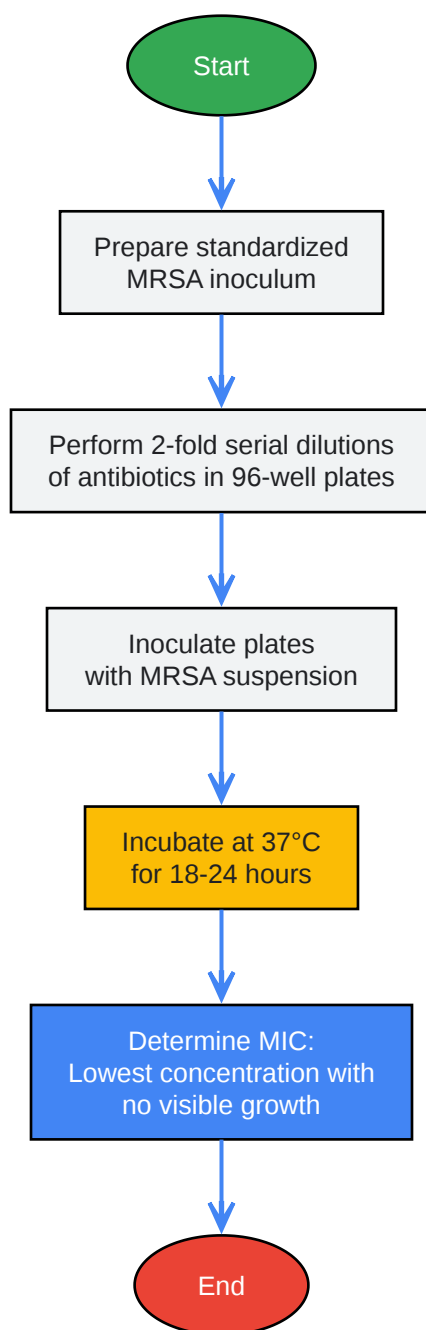 Start
Prepare standardized
MRSA inoculum
Perform 2-fold serial dilutions
of antibiotics in 96-well plates
Inoculate plates
with MRSA suspension
Incubate at 37°C
for 18-24 hours
Determine MIC:
Lowest concentration with
no visible growth
End